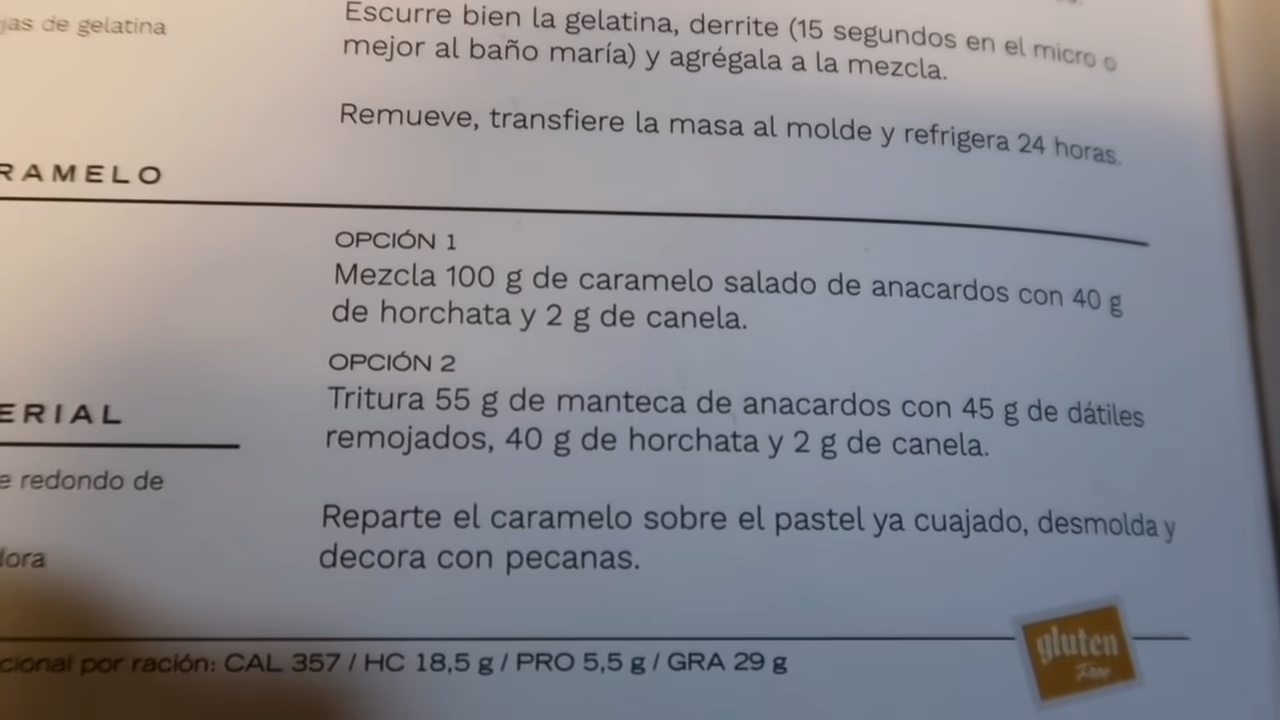 jas de gelatina
Escurre bien la gelatina, derrite (15 segundos en el micro o
mejor al baño maría) y agrégala a la mezcla.
Remueve, transfiere la masa al molde y refrigera 24 horas.
RAMELO
OPCIÓN 1
Mezcla 100 g de caramelo salado de anacardos con 40 g
de horchata y 2 g de canela.
OPCIÓN 2
Tritura 55 g de manteca de anacardos con 45 g de dátiles
remojados, 40 g de horchata y 2 g de canela.
ERIAL
e redondo de
dora
Reparte el caramelo sobre el pastel ya cuajado, desmolda y
decora con pecanas.
cional por ración: CAL 357 / HC 18,5 g / PRO 5,5 g / GRA 29 g
gluten
Free